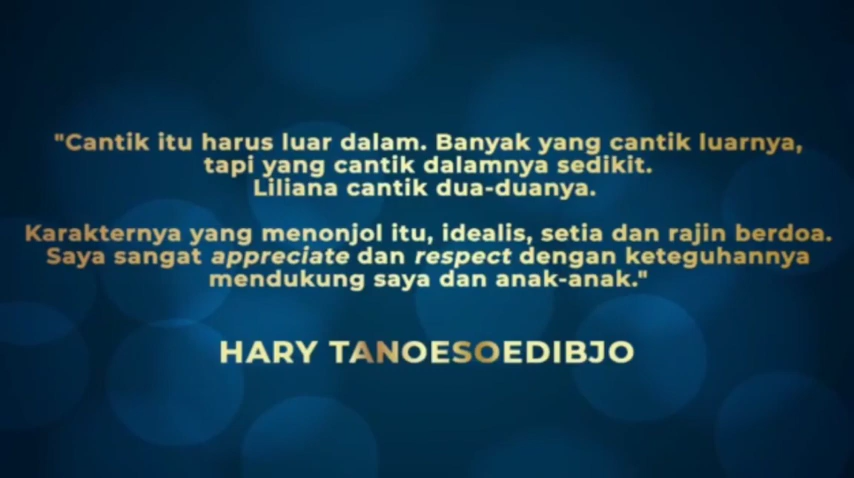 "Cantik itu harus luar dalam. Banyak yang cantik luarnya,
tapi yang cantik dalamnya sedikit.
Liliana cantik dua-duanya.
Karakternya yang menonjol itu, idealis, setia dan rajin berdoa.
Saya sangat appreciate dan respect dengan keteguhannya
mendukung saya dan anak-anak."
HARY TANOESOEDIBJO